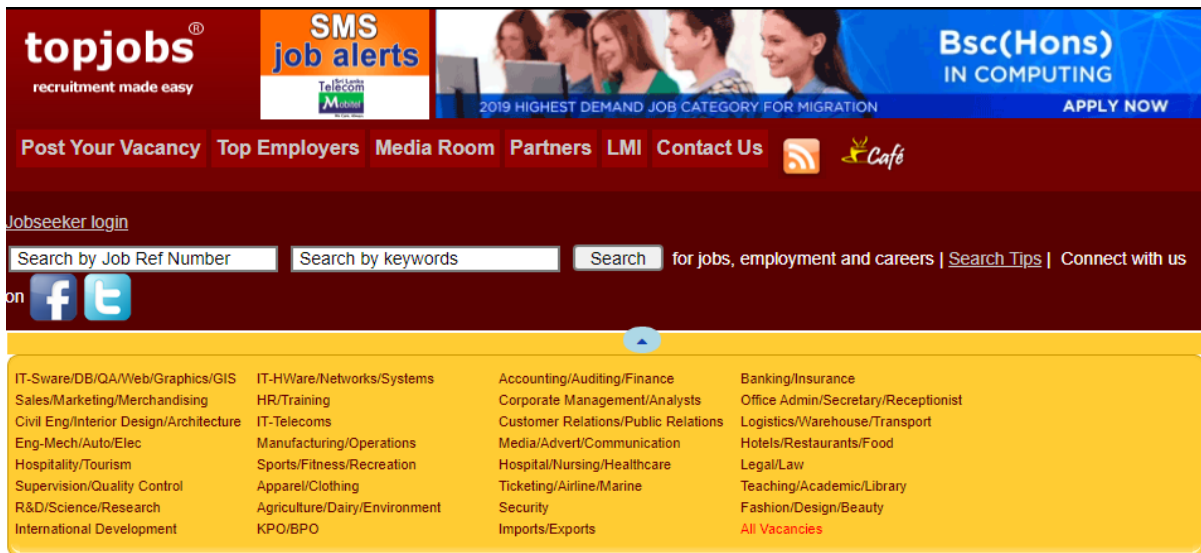 topjobs®
recruitment made easy
SMS
job alerts
Sri Lanka
Telecom
Mobitel
Bsc(Hons)
IN COMPUTING
2019 HIGHEST DEMAND JOB CATEGORY FOR MIGRATION
APPLY NOW
Post Your Vacancy Top Employers Media Room Partners LMI Contact Us Café
Jobseeker login
Search by Job Ref Number Search by keywords Search for jobs, employment and careers | Search Tips | Connect with us
on f t
IT-Sware/DB/QA/Web/Graphics/GIS IT-HWare/Networks/Systems Accounting/Auditing/Finance Banking/Insurance
Sales/Marketing/Merchandising HR/Training Corporate Management/Analysts Office Admin/Secretary/Receptionist
Civil Eng/Interior Design/Architecture IT-Telecoms Customer Relations/Public Relations Logistics/Warehouse/Transport
Eng-Mech/Auto/Elec Manufacturing/Operations Media/Advert/Communication Hotels/Restaurants/Food
Hospitality/Tourism Sports/Fitness/Recreation Hospital/Nursing/Healthcare Legal/Law
Supervision/Quality Control Apparel/Clothing Ticketing/Airline/Marine Teaching/Academic/Library
R&D/Science/Research Agriculture/Dairy/Environment Security Fashion/Design/Beauty
International Development KPO/BPO Imports/Exports All Vacancies